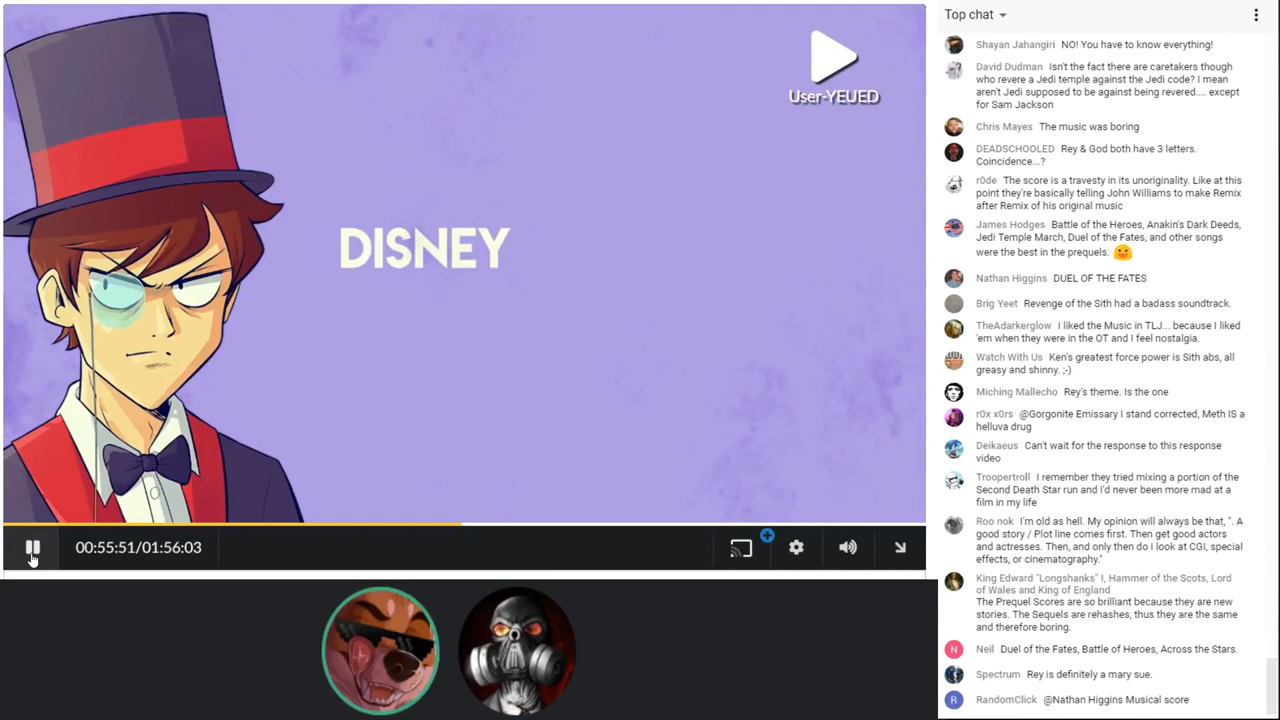 DISNEY
User-YEUED
00:55:51/01:56:03
Top chat
Shayan Jahangiri NO! You have to know everything!
David Dudman Isn't the fact there are caretakers though
who revere a Jedi temple against the Jedi code? I mean
aren't Jedi supposed to be against being revered.... except
for Sam Jackson
Chris Mayes The music was boring
DEADSCHOOLED Rey & God both have 3 letters.
Coincidence...?
r0de The score is a travesty in its unoriginality. Like at this
point they're basically telling John Williams to make Remix
after Remix of his original music
James Hodges Battle of the Heroes, Anakin's Dark Deeds,
Jedi Temple March, Duel of the Fates, and other songs
were the best in the prequels.
Nathan Higgins DUEL OF THE FATES
Brig Yeet Revenge of the Sith had a badass soundtrack.
TheAdarkerglow I liked the Music in TLJ... because I liked
'em when they were in the OT and I feel nostalgia.
Watch With Us Ken's greatest force power is Sith abs, all
greasy and shinny. ;-)
Miching Mallecho Rey's theme. Is the one
r0x x0rs @Gorgonite Emissary I stand corrected, Meth IS a
helluva drug
Deikaeus Can't wait for the response to this response
video
Troopertroll I remember they tried mixing a portion of the
Second Death Star run and I'd never been more mad at a
film in my life
Roo nok I'm old as hell. My opinion will always be that, ". A
good story / Plot line comes first. Then get good actors
and actresses. Then, and only then do I look at CGI, special
effects, or cinematography."
King Edward "Longshanks" I, Hammer of the Scots, Lord
of Wales and King of England
The Prequel Scores are so brilliant because they are new
stories. The Sequels are rehashes, thus they are the same
and therefore boring.
N Neil Duel of the Fates, Battle of Heroes, Across the Stars.
Spectrum Rey is definitely a mary sue.
R RandomClick @Nathan Higgins Musical score